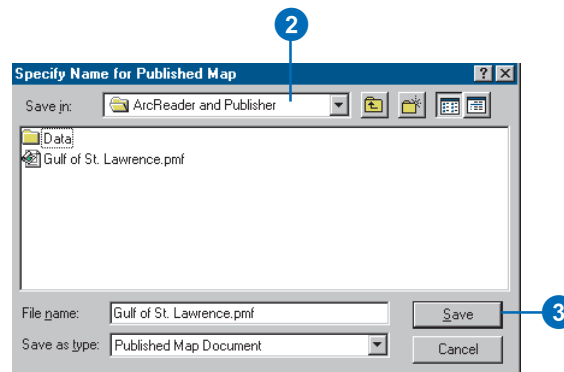 2
Specify Name for Published Map
Save in: ArcReader and Publisher
Data
Gulf of St. Lawrence.pmf
File name: Gulf of St. Lawrence.pmf Save 3
Save as type: Published Map Document Cancel